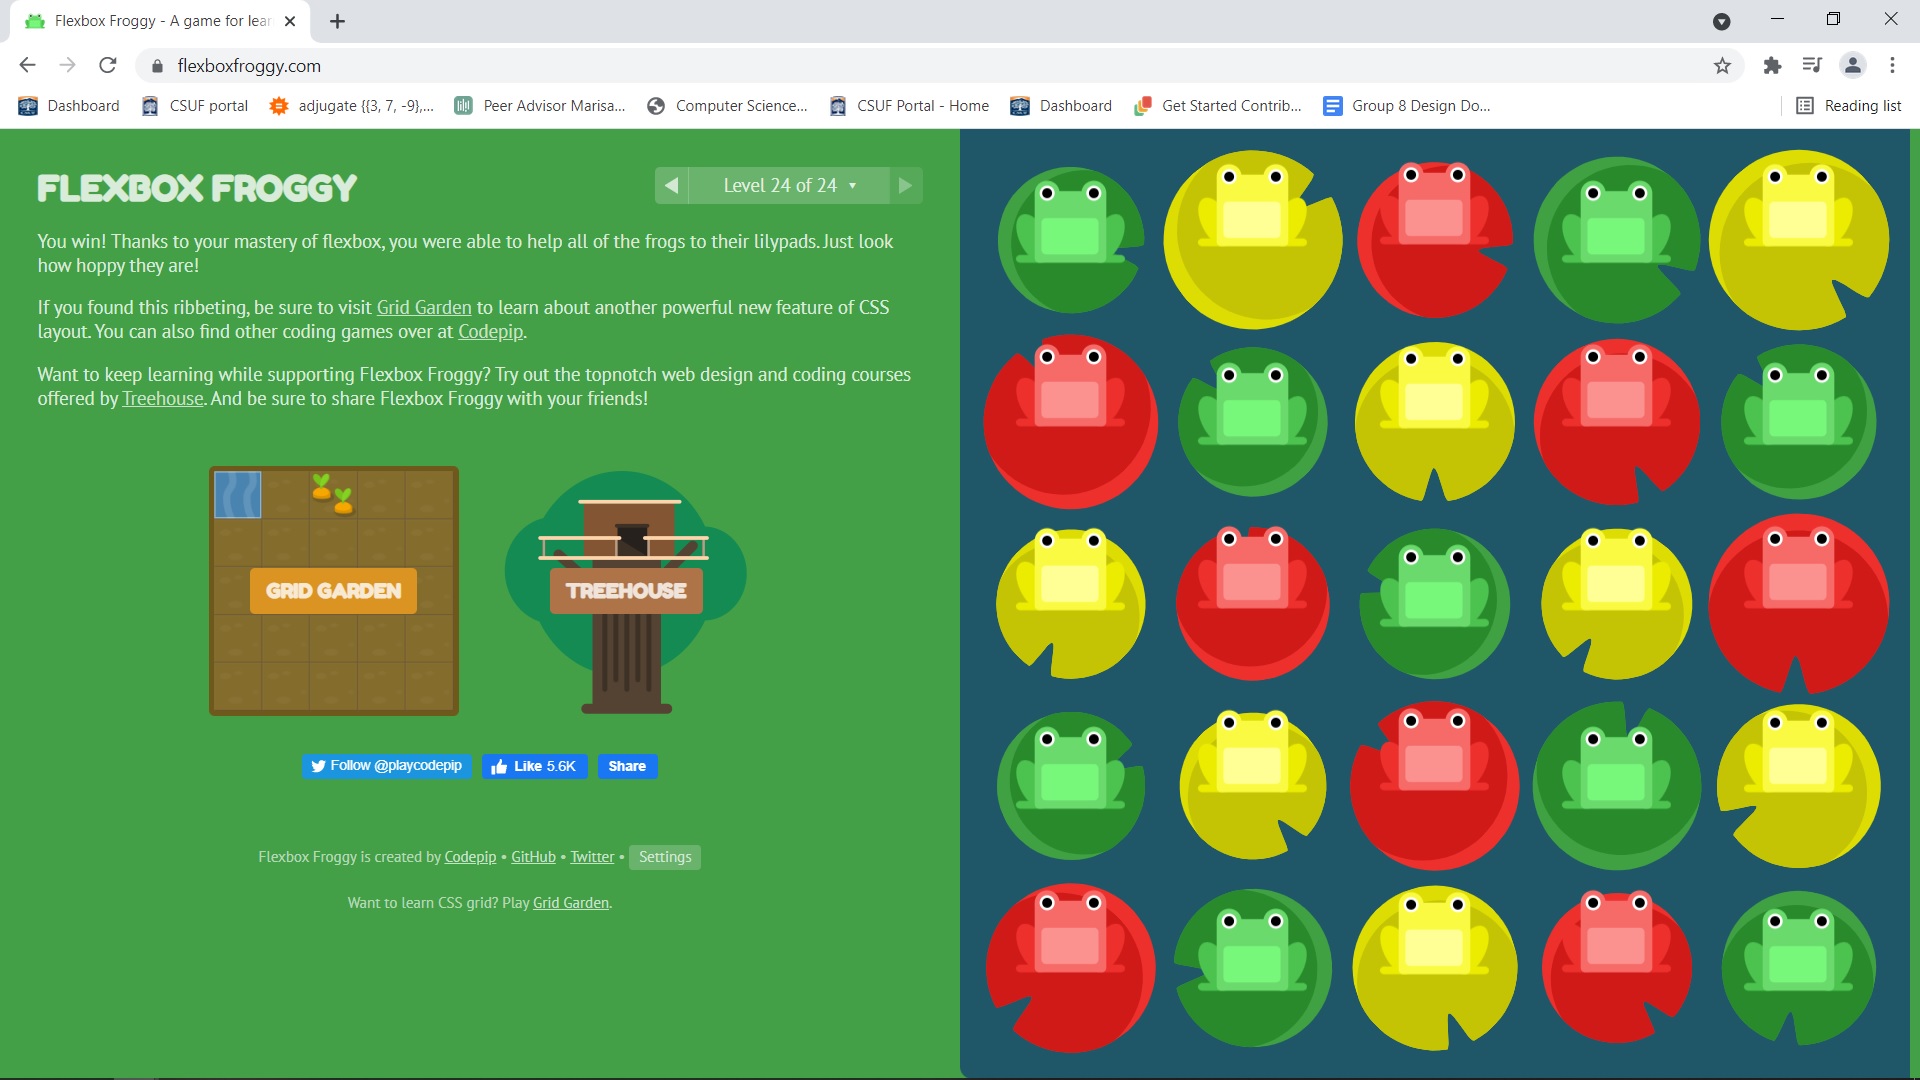 Flexbox Froggy - A game for lear
flexboxfroggy.com
Dashboard
CSUF portal
adjugate {{3, 7, -9},...
Peer Advisor Marisa...
Computer Science...
CSUF Portal - Home
Dashboard
Get Started Contrib...
Group 8 Design Do...
Reading list
FLEXBOX FROGGY
Level 24 of 24
You win! Thanks to your mastery of flexbox, you were able to help all of the frogs to their lilypads. Just look
how hoppy they are!
If you found this ribbeting, be sure to visit Grid Garden to learn about another powerful new feature of CSS
layout. You can also find other coding games over at Codepip.
Want to keep learning while supporting Flexbox Froggy? Try out the topnotch web design and coding courses
offered by Treehouse. And be sure to share Flexbox Froggy with your friends!
GRID GARDEN
TREEHOUSE
Follow @playcodepip
Like 5.6K
Share
Flexbox Froggy is created by Codepip • GitHub • Twitter • Settings
Want to learn CSS grid? Play Grid Garden.